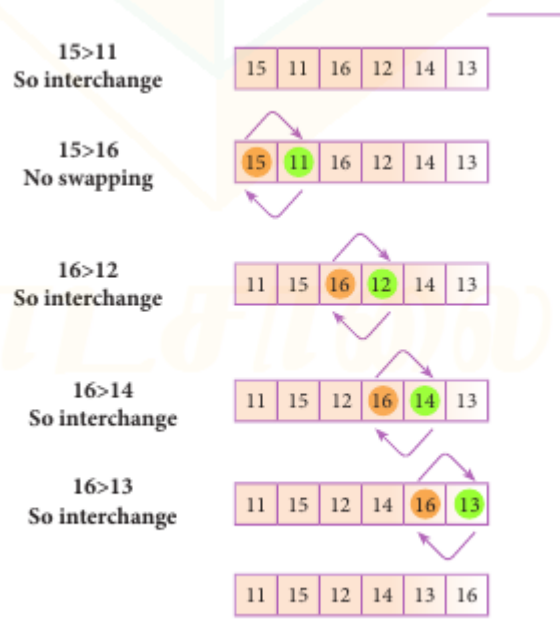 15>11
So interchange
15 11 16 12 14 13
15>16
No swapping
15 11 16 12 14 13
16>12
So interchange
11 15 16 12 14 13
16>14
So interchange
11 15 12 16 14 13
16>13
So interchange
11 15 12 14 16 13
11 15 12 14 13 16